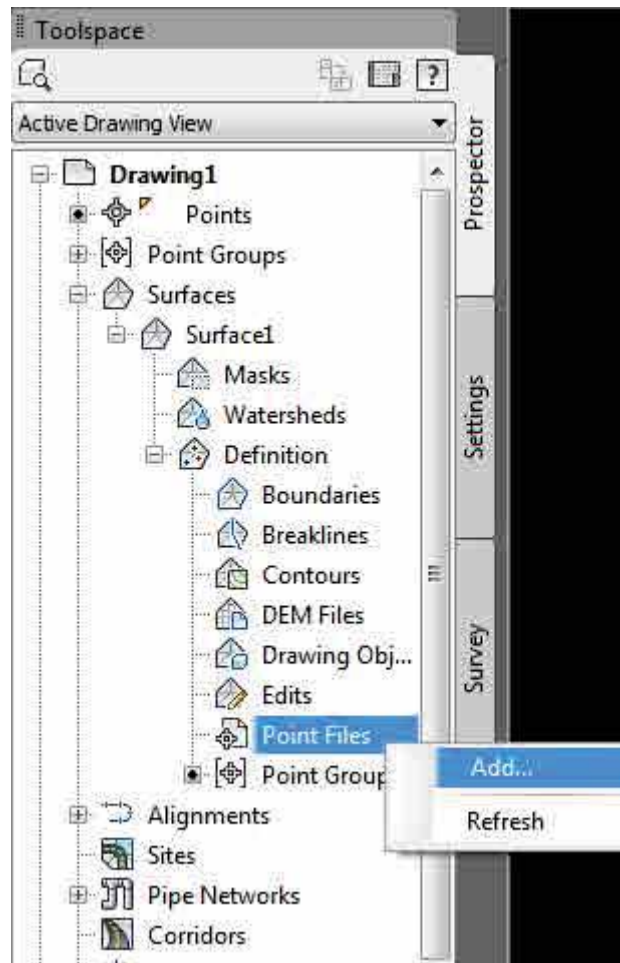 Toolspace
?
Active Drawing View
Drawing1
Points
Point Groups
Surfaces
Surface1
Masks
Watersheds
Definition
Boundaries
Breaklines
Contours
DEM Files
Drawing Obj...
Edits
Point Files
Point Group
Alignments
Sites
Pipe Networks
Corridors
Add...
Refresh
Prospector
Settings
Survey